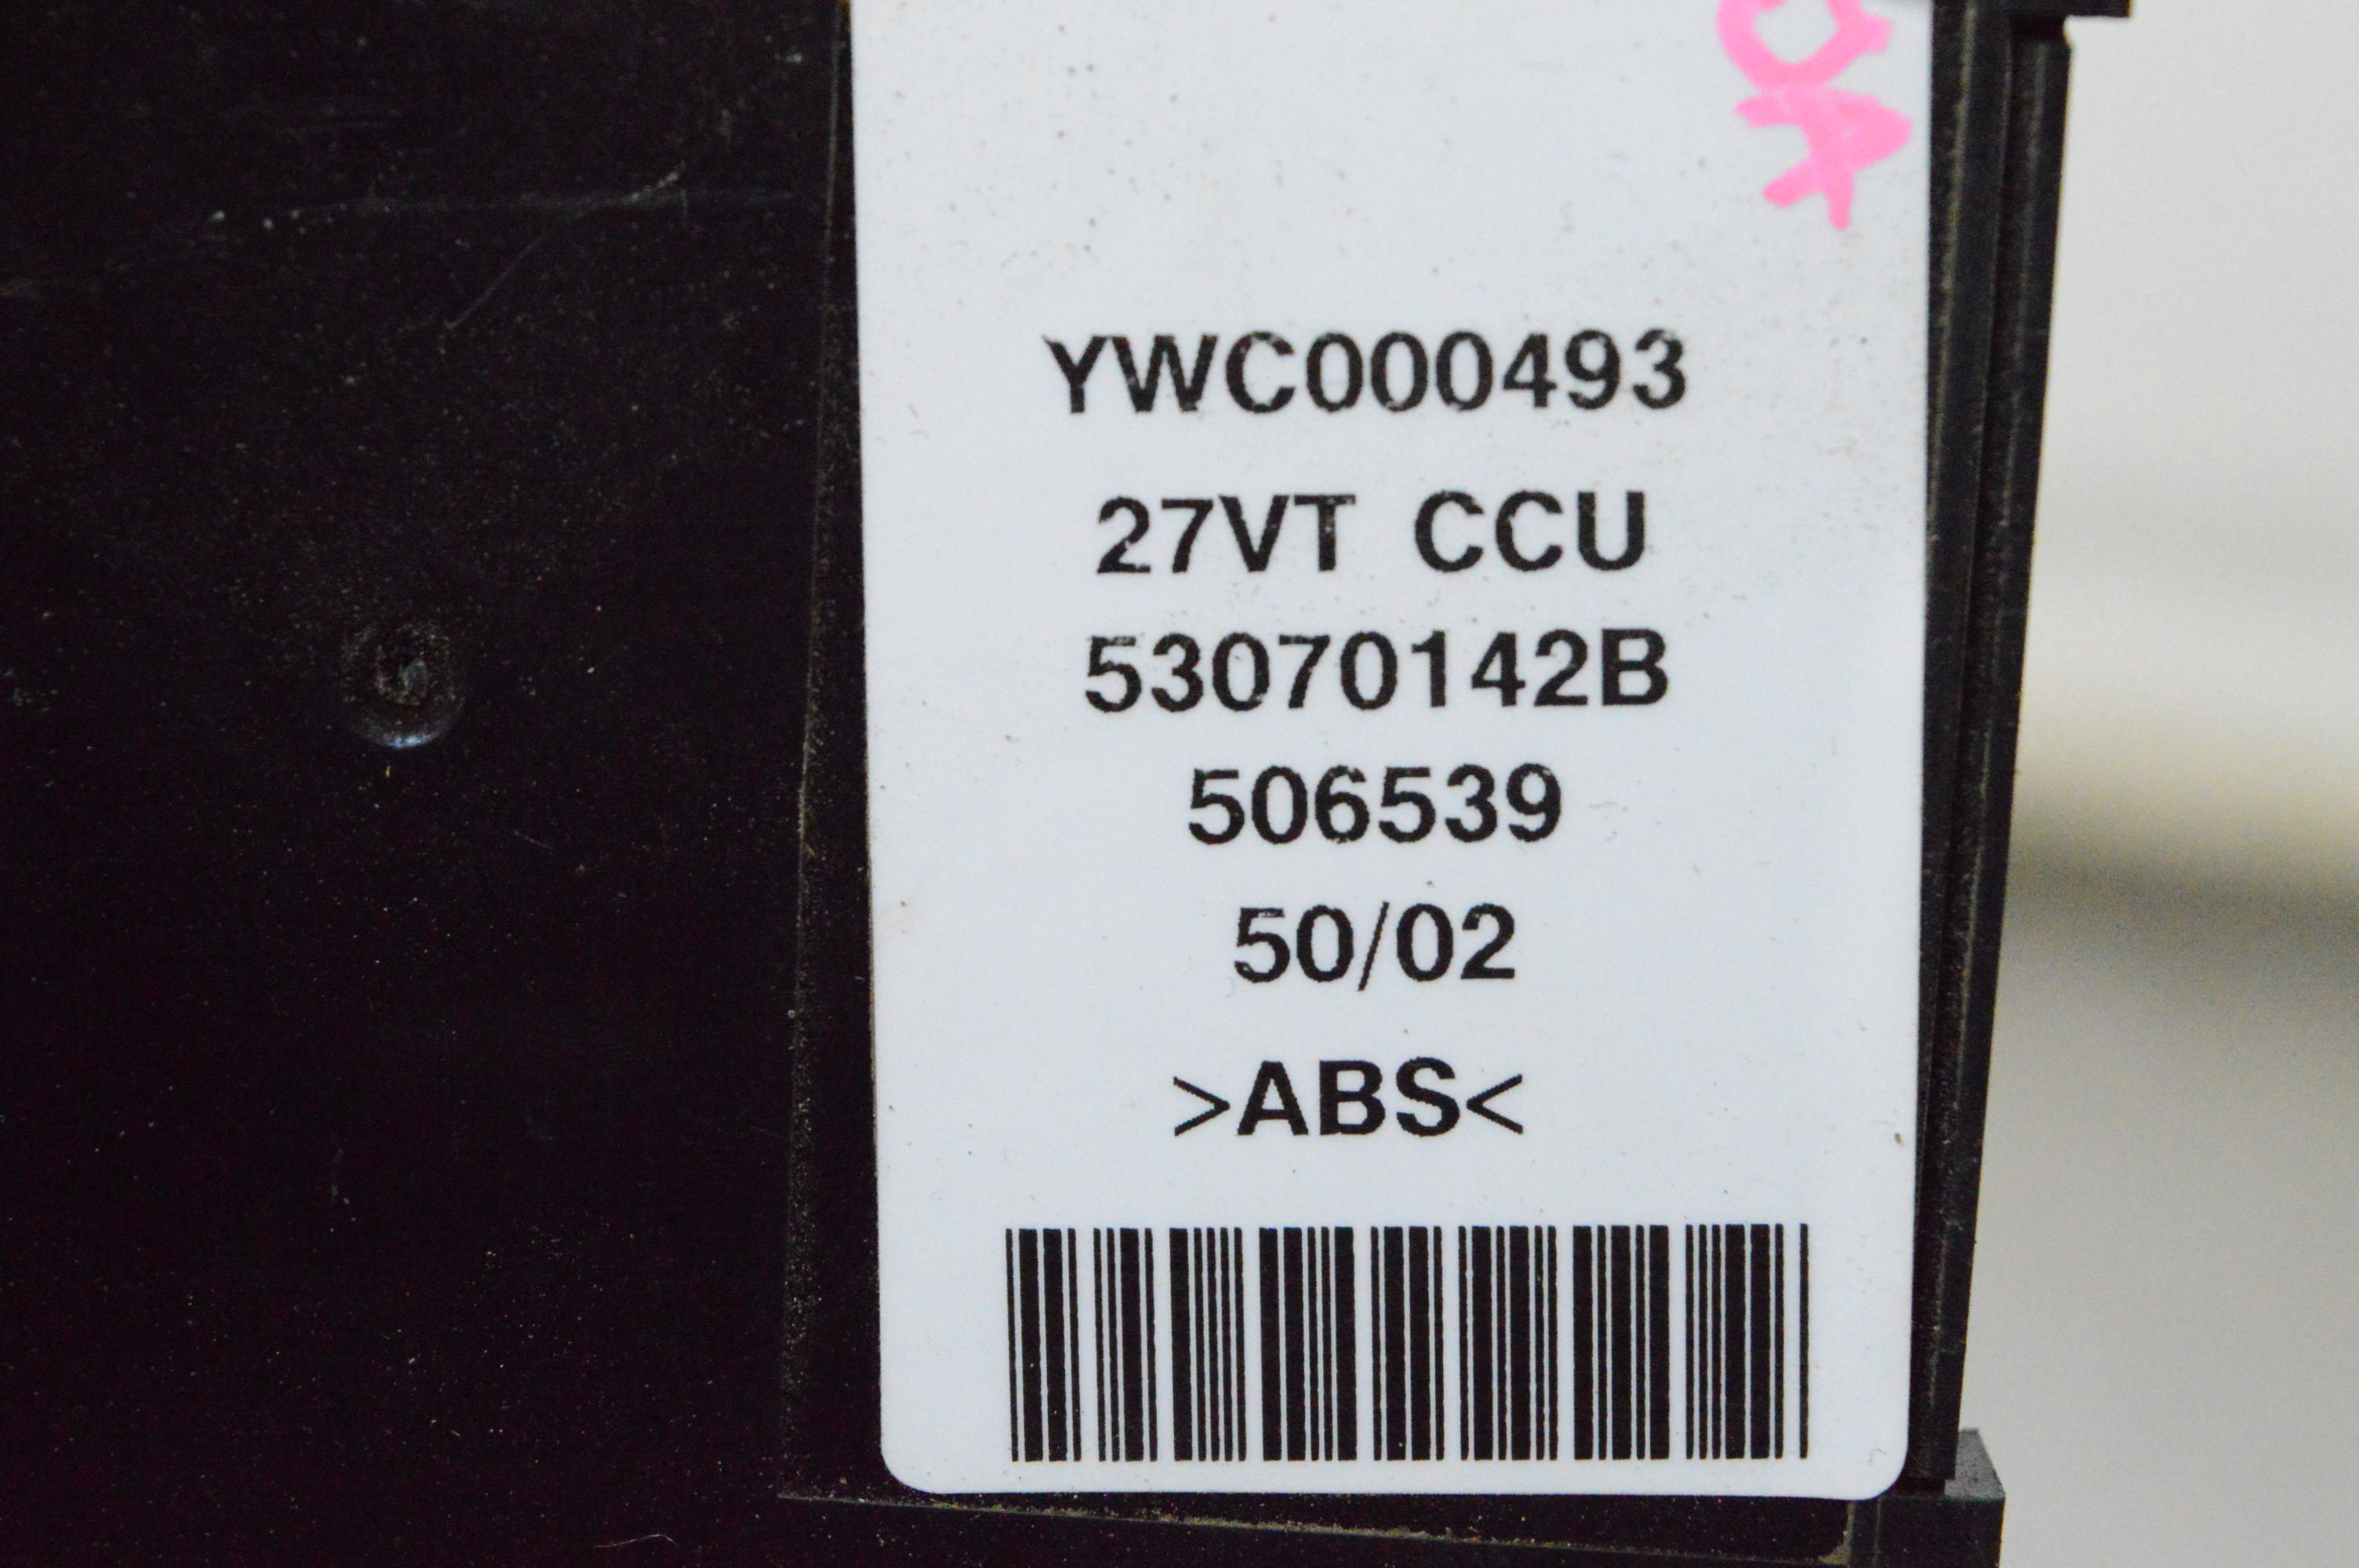 YWC000493
27VT CCU
53070142B
506539
50/02
>ABS<